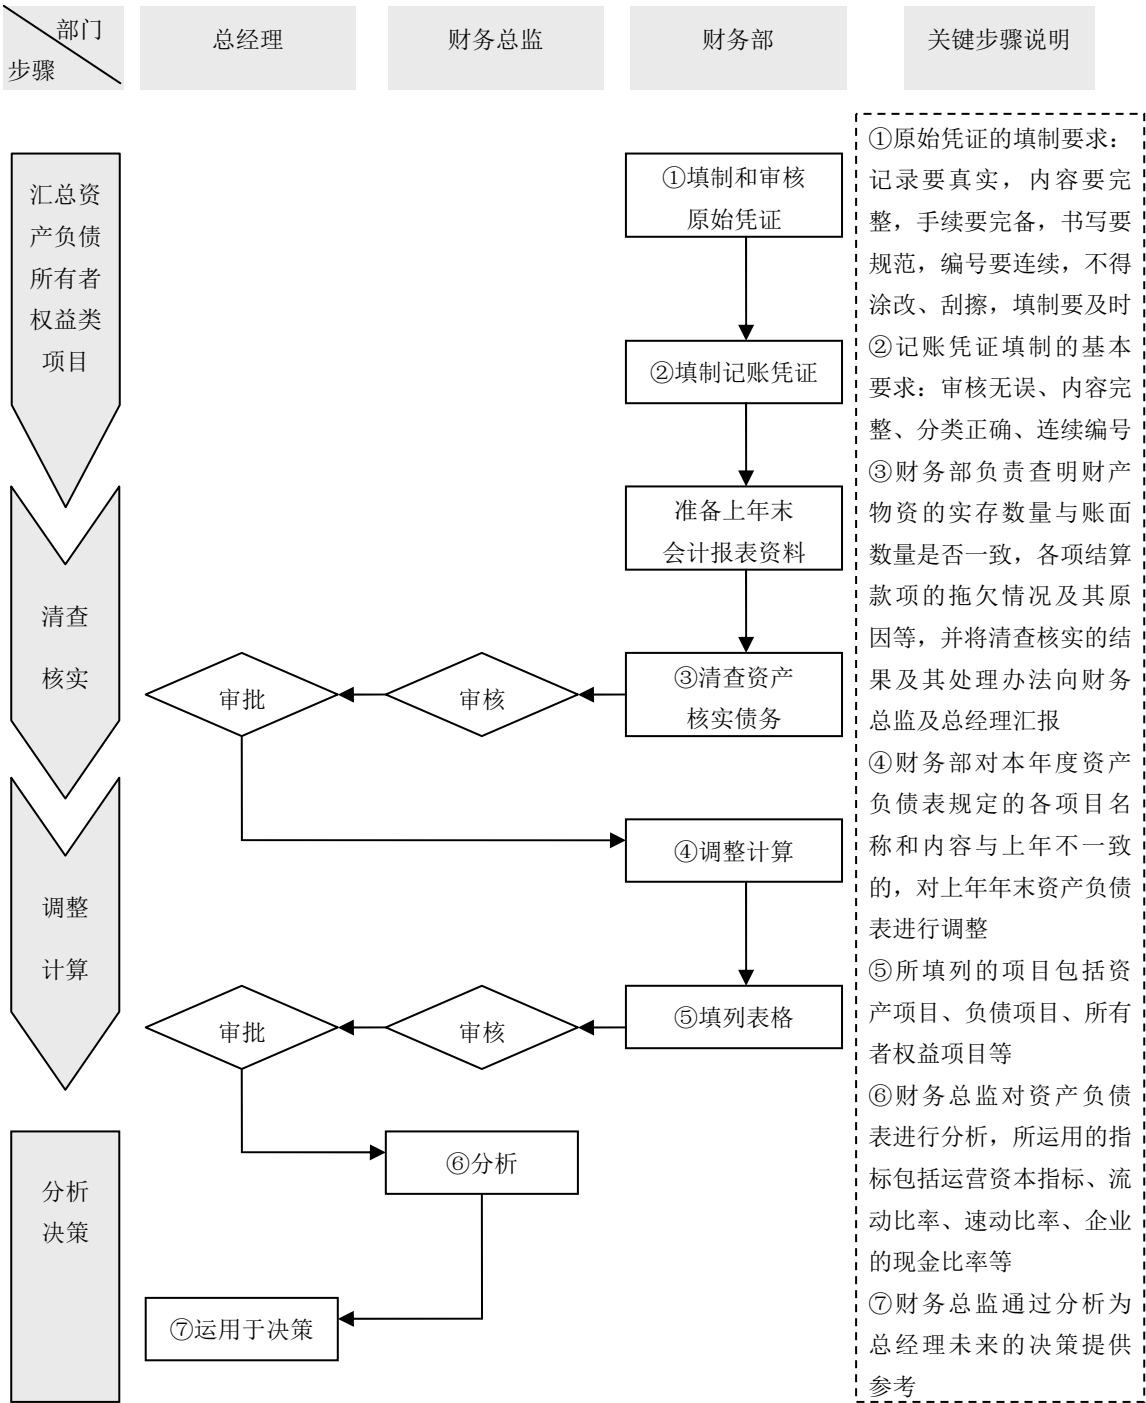 部门
步骤
总经理
财务总监
财务部
关键步骤说明
汇总资
产负债
所有者
权益类
项目
清查
核实
调整
计算
分析
决策
①填制和审核
原始凭证
②填制记账凭证
准备上年末
会计报表资料
③清查资产
核实债务
审核
审批
④调整计算
⑤填列表格
审核
审批
⑥分析
⑦运用于决策
①原始凭证的填制要求：
记录要真实，内容要完
整，手续要完备，书写要
规范，编号要连续，不得
涂改、刮擦，填制要及时
②记账凭证填制的基本
要求：审核无误、内容完
整、分类正确、连续编号
③财务部负责查明财产
物资的实存数量与账面
数量是否一致，各项结算
款项的拖欠情况及其原
因等，并将清查核实的结
果及其处理办法向财务
总监及总经理汇报
④财务部对本年度资产
负债表规定的各项目名
称和内容与上年不一致
的，对上年年末资产负债
表进行调整
⑤所填列的项目包括资
产项目、负债项目、所有
者权益项目等
⑥财务总监对资产负债
表进行分析，所运用的指
标包括运营资本指标、流
动比率、速动比率、企业
的现金比率等
⑦财务总监通过分析为
总经理未来的决策提供
参考